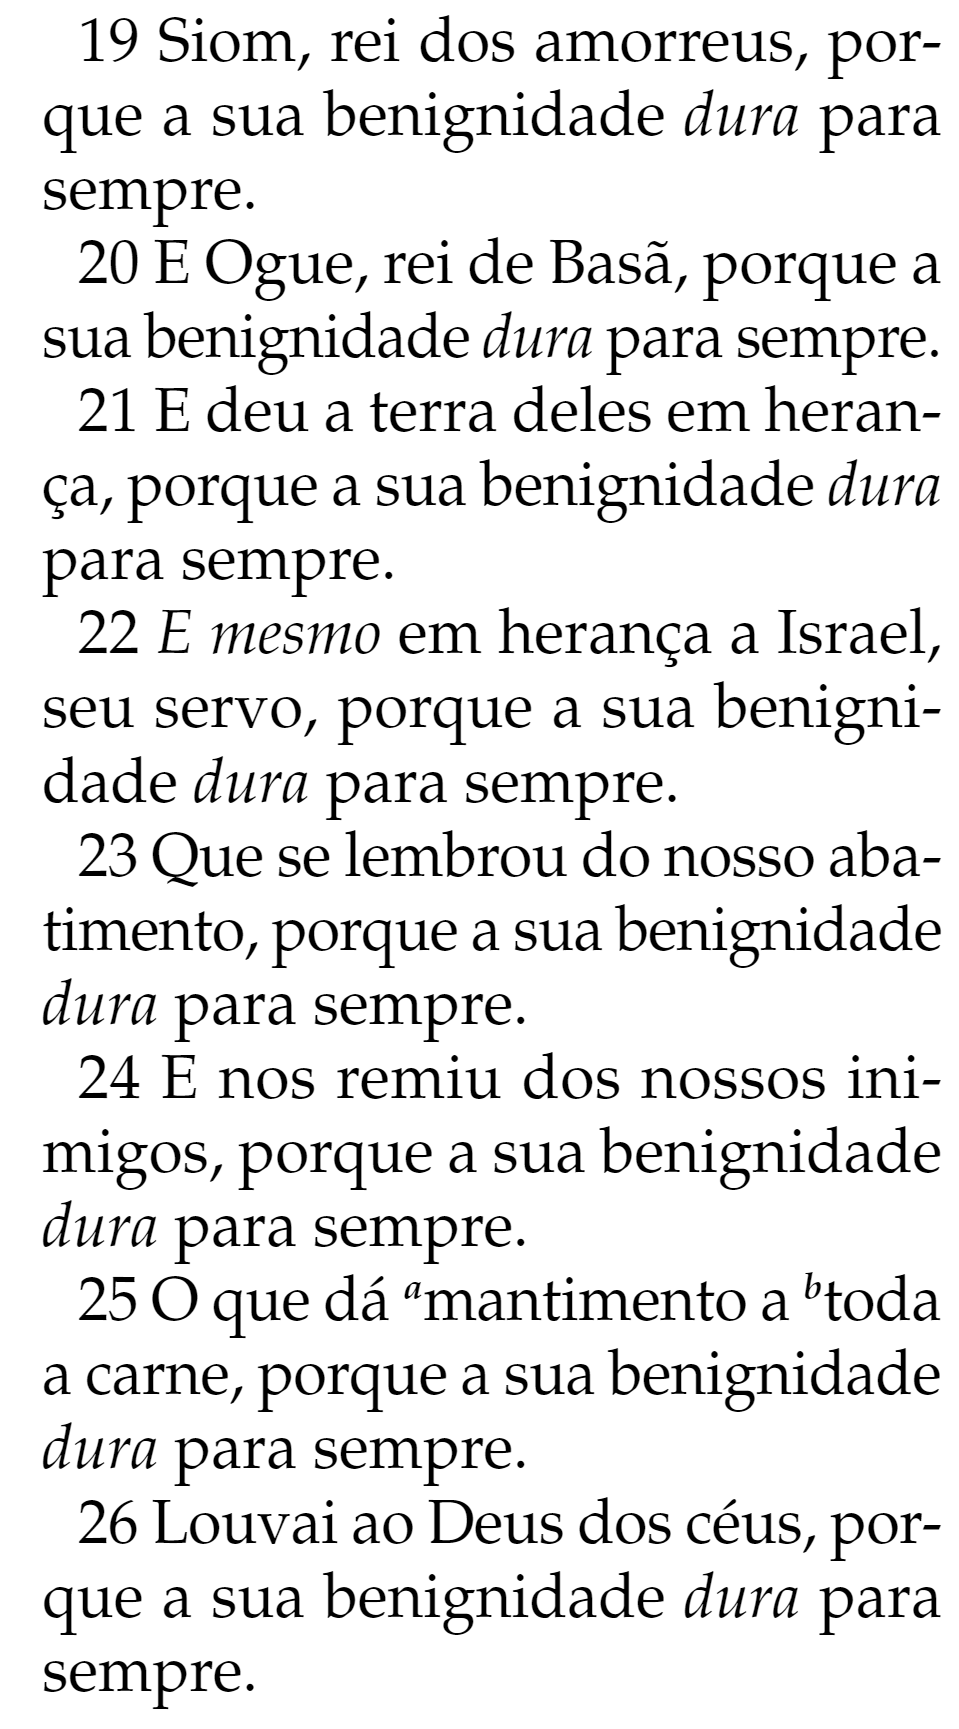 19 Siom, rei dos amorreus, por-
que a sua benignidade dura para
sempre.
20 E Ogue, rei de Basã, porque a
sua benignidade dura para sempre.
21 E deu a terra deles em heran-
ça, porque a sua benignidade dura
para sempre.
22 E mesmo em herança a Israel,
seu servo, porque a sua benigni-
dade dura para sempre.
23 Que se lembrou do nosso aba-
timento, porque a sua benignidade
dura para sempre.
24 E nos remiu dos nossos ini-
migos, porque a sua benignidade
dura para sempre.
25 O que dá ᵃmantimento a ᵇtoda
a carne, porque a sua benignidade
dura para sempre.
26 Louvai ao Deus dos céus, por-
que a sua benignidade dura para
sempre.